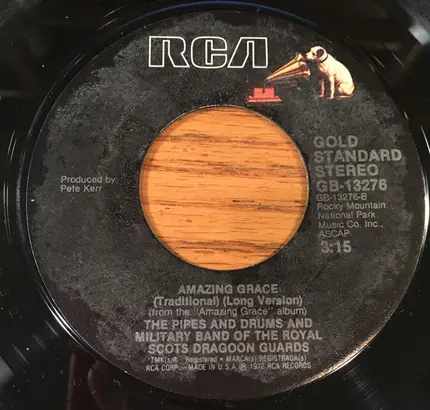 RCA
GOLD
STANDARD
STEREO
GB-13276
GB-13276-B
Rocky Mountain
National Park
Music Co. Inc.,
ASCAP
3:15
Produced by
Pete Kerr
AMAZING GRACE
(Traditional) (Long Version)
(from the "Amazing Grace" album)
THE PIPES AND DRUMS AND
MILITARY BAND OF THE ROYAL
SCOTS DRAGOON GUARDS
TMK(s) ® Registered • MARCA(s) REGISTRADA(s)
RCA CORP.—MADE IN U.S.A. ℗ 1972 RCA RECORDS